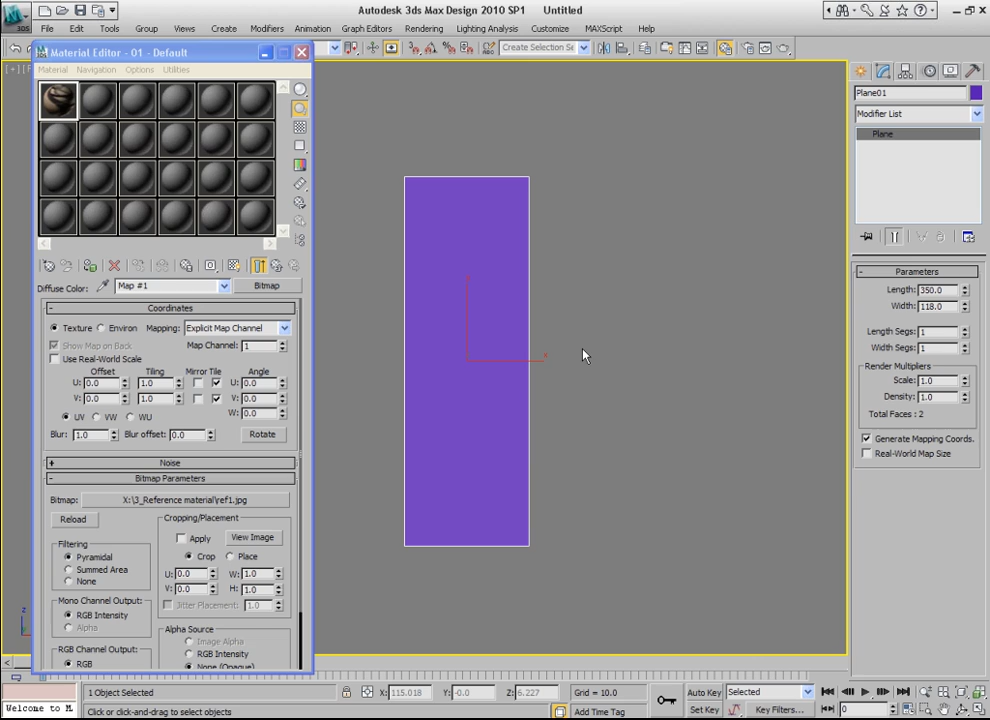 Autodesk 3ds Max Design 2010 SP1 Untitled
3DS
File Edit Tools Group Views Create Modifiers Animation Graph Editors Rendering Lighting Analysis Customize MAXScript Help
Create Selection Se
Material Editor - 01 - Default
Material Navigation Options Utilities
Diffuse Color: Map #1 Bitmap
- Coordinates
Texture Environ Mapping: Explicit Map Channel
Show Map on Back Map Channel: 1
Use Real-World Scale
Offset Tiling Mirror Tile Angle
U: 0.0 1.0 U: 0.0
V: 0.0 1.0 V: 0.0
W: 0.0
UV VW WU
Blur: 1.0 Blur offset: 0.0 Rotate
+ Noise
- Bitmap Parameters
Bitmap: X:\3_Reference material\ref1.jpg
Reload
Cropping/Placement
Apply View Image
Crop Place
U: 0.0 W: 1.0
V: 0.0 H: 1.0
Jitter Placement: 1.0
Filtering
Pyramidal
Summed Area
None
Mono Channel Output:
RGB Intensity
Alpha
RGB Channel Output:
RGB
Alpha Source
Image Alpha
RGB Intensity
None (Opaque)
x
z
Plane01
Modifier List
Plane
- Parameters
Length: 350.0
Width: 118.0
Length Segs: 1
Width Segs: 1
Render Multipliers
Scale: 1.0
Density: 1.0
Total Faces : 2
Generate Mapping Coords.
Real-World Map Size
1 Object Selected X: 115.018 Y: -0.0 Z: 6.227 Grid = 10.0 Auto Key Selected
Welcome to M. Click or click-and-drag to select objects Add Time Tag Set Key Key Filters... 0